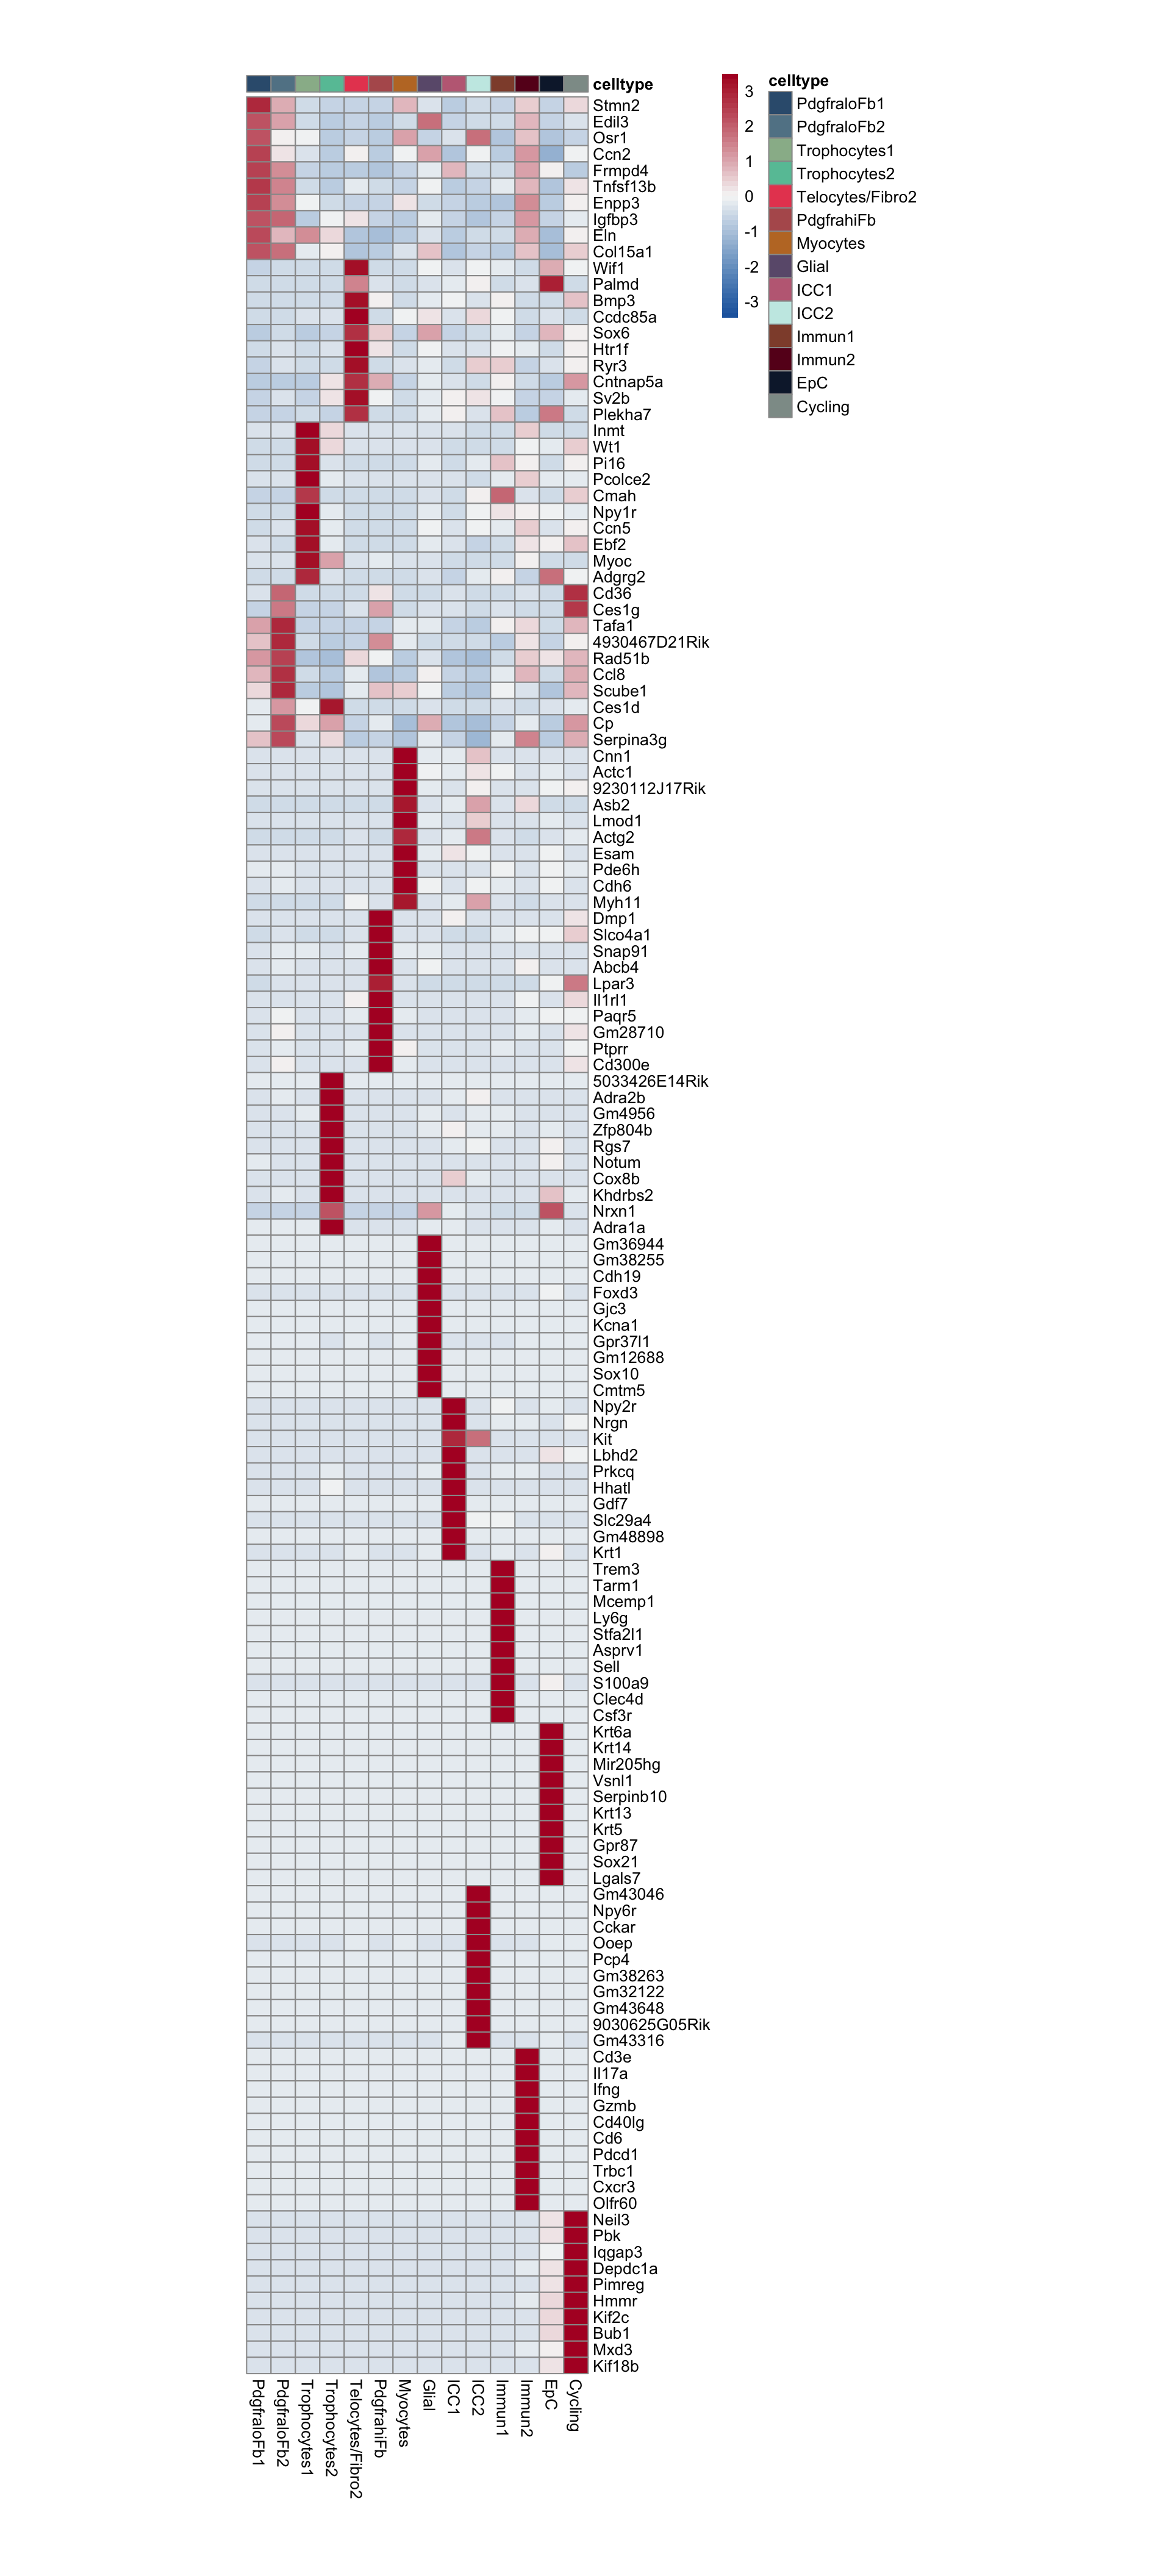 celltype
Stmn2
Edil3
Osr1
Ccn2
Frmpd4
Tnfsf13b
Enpp3
Igfbp3
Eln
Col15a1
Wif1
Palmd
Bmp3
Ccdc85a
Sox6
Htr1f
Ryr3
Cntnap5a
Sv2b
Plekha7
Inmt
Wt1
Pi16
Pcolce2
Cmah
Npy1r
Ccn5
Ebf2
Myoc
Adgrg2
Cd36
Ces1g
Tafa1
4930467D21Rik
Rad51b
Ccl8
Scube1
Ces1d
Cp
Serpina3g
Cnn1
Actc1
9230112J17Rik
Asb2
Lmod1
Actg2
Esam
Pde6h
Cdh6
Myh11
Dmp1
Slco4a1
Snap91
Abcb4
Lpar3
Il1rl1
Paqr5
Gm28710
Ptprr
Cd300e
5033426E14Rik
Adra2b
Gm4956
Zfp804b
Rgs7
Notum
Cox8b
Khdrbs2
Nrxn1
Adra1a
Gm36944
Gm38255
Cdh19
Foxd3
Gjc3
Kcna1
Gpr37l1
Gm12688
Sox10
Cmtm5
Npy2r
Nrgn
Kit
Lbhd2
Prkcq
Hhatl
Gdf7
Slc29a4
Gm48898
Krt1
Trem3
Tarm1
Mcemp1
Ly6g
Stfa2l1
Asprv1
Sell
S100a9
Clec4d
Csf3r
Krt6a
Krt14
Mir205hg
Vsnl1
Serpinb10
Krt13
Krt5
Gpr87
Sox21
Lgals7
Gm43046
Npy6r
Cckar
Ooep
Pcp4
Gm38263
Gm32122
Gm43648
9030625G05Rik
Gm43316
Cd3e
Il17a
Ifng
Gzmb
Cd40lg
Cd6
Pdcd1
Trbc1
Cxcr3
Olfr60
Neil3
Pbk
Iqgap3
Depdc1a
Pimreg
Hmmr
Kif2c
Bub1
Mxd3
Kif18b
PdgfraloFb1
PdgfraloFb2
Trophocytes1
Trophocytes2
Telocytes/Fibro2
PdgfrahiFb
Myocytes
Glial
ICC1
ICC2
Immun1
Immun2
EpC
Cycling
3
2
1
0
-1
-2
-3
celltype
PdgfraloFb1
PdgfraloFb2
Trophocytes1
Trophocytes2
Telocytes/Fibro2
PdgfrahiFb
Myocytes
Glial
ICC1
ICC2
Immun1
Immun2
EpC
Cycling